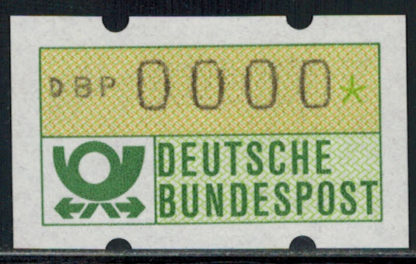 DBP 0000*
DEUTSCHE
BUNDESPOST